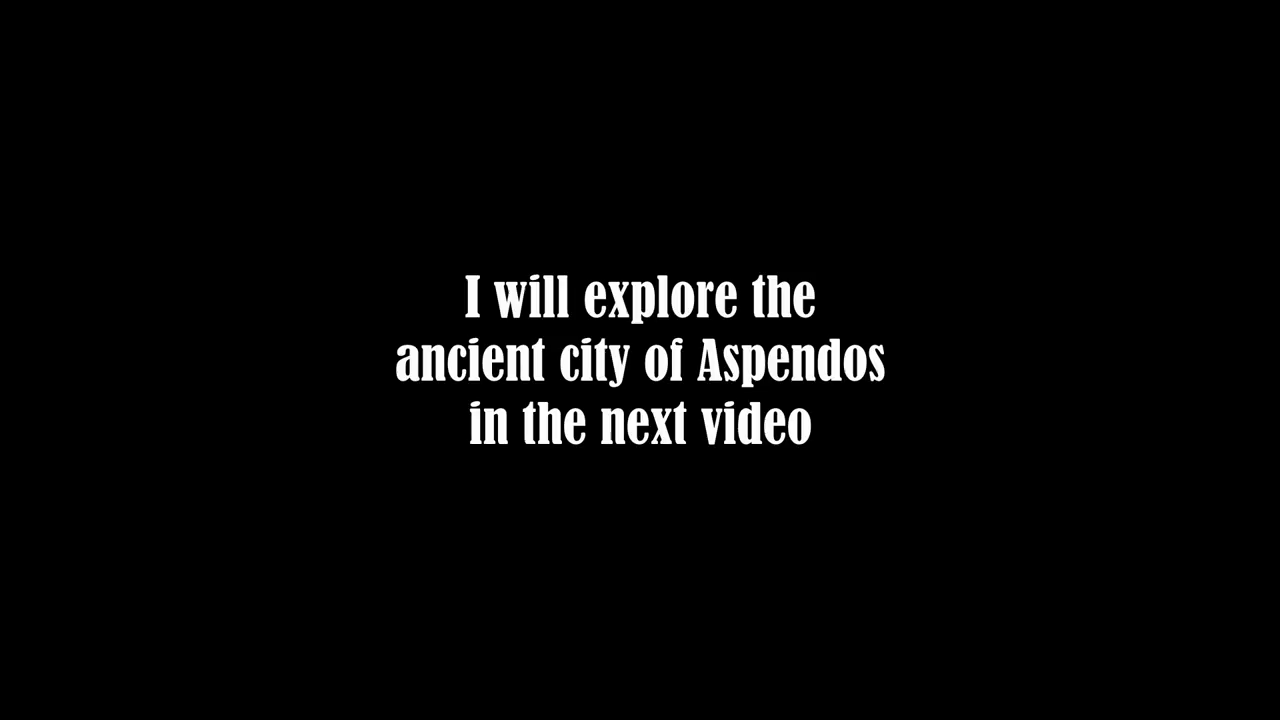 I will explore the
ancient city of Aspendos
in the next video